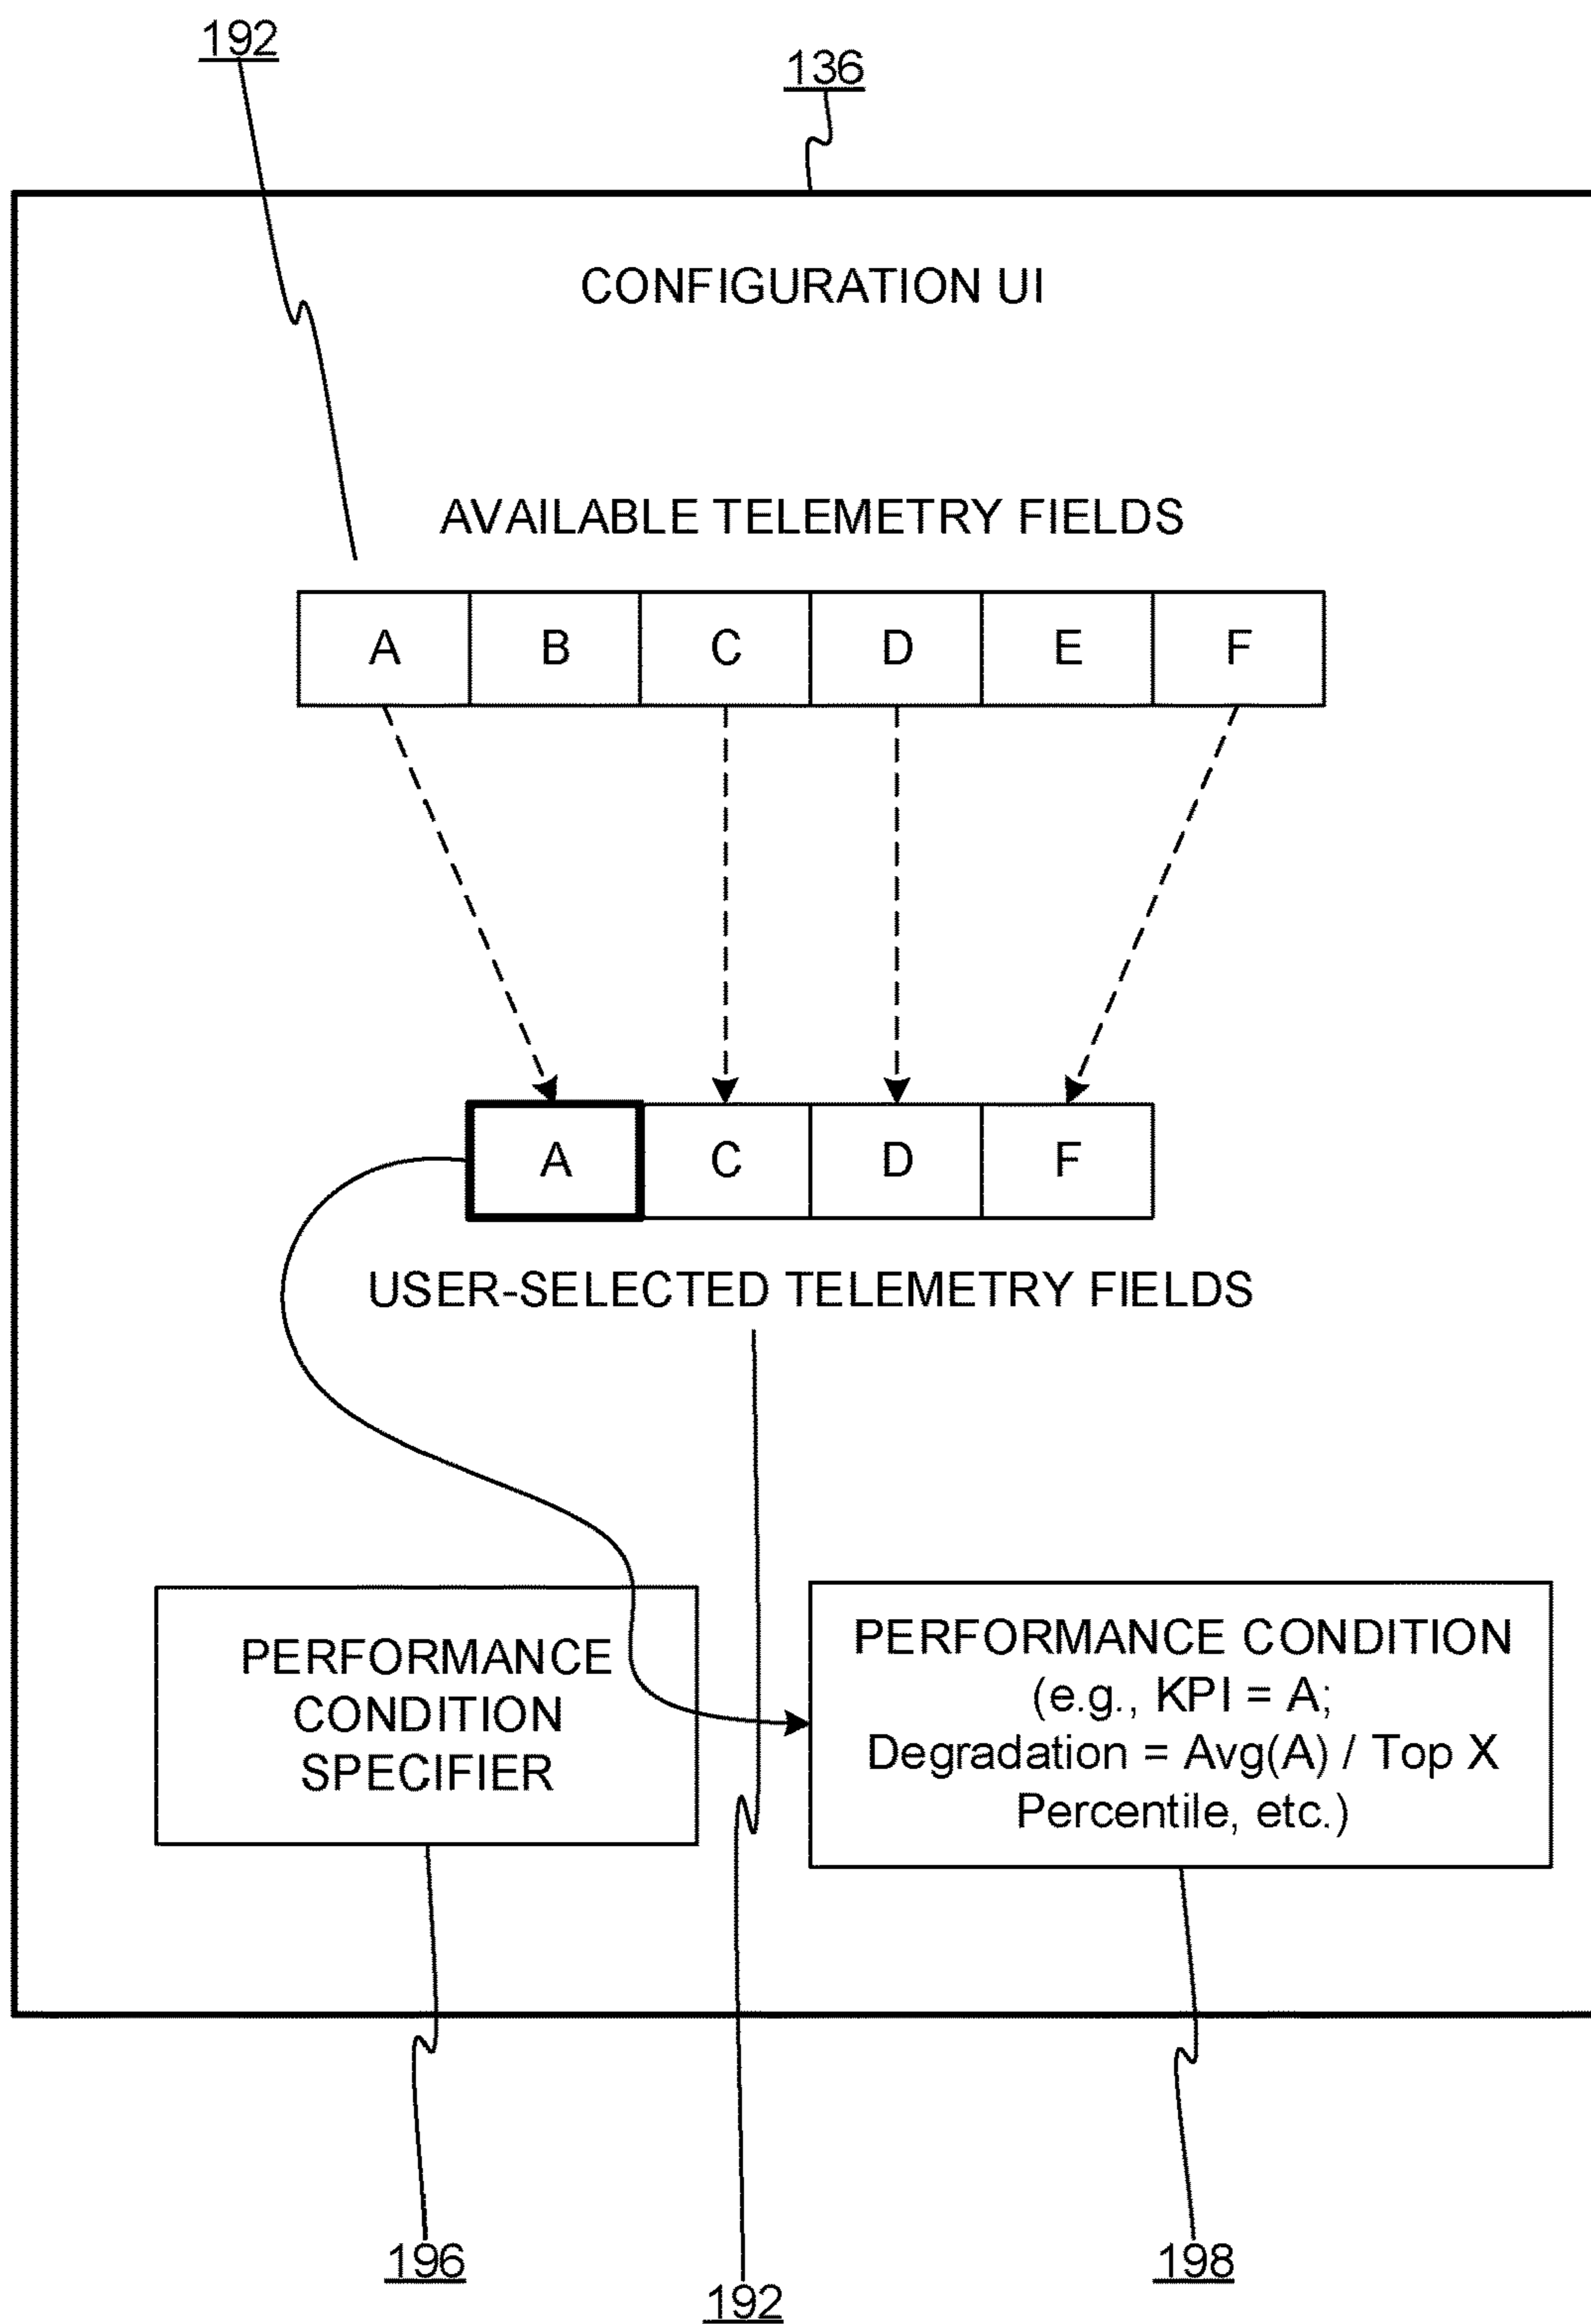 192
136
CONFIGURATION UI
AVAILABLE TELEMETRY FIELDS
A B C D E F
A C D F
USER-SELECTED TELEMETRY FIELDS
PERFORMANCE
CONDITION
SPECIFIER
PERFORMANCE CONDITION
(e.g., KPI = A;
Degradation = Avg(A) / Top X
Percentile, etc.)
196
192
198